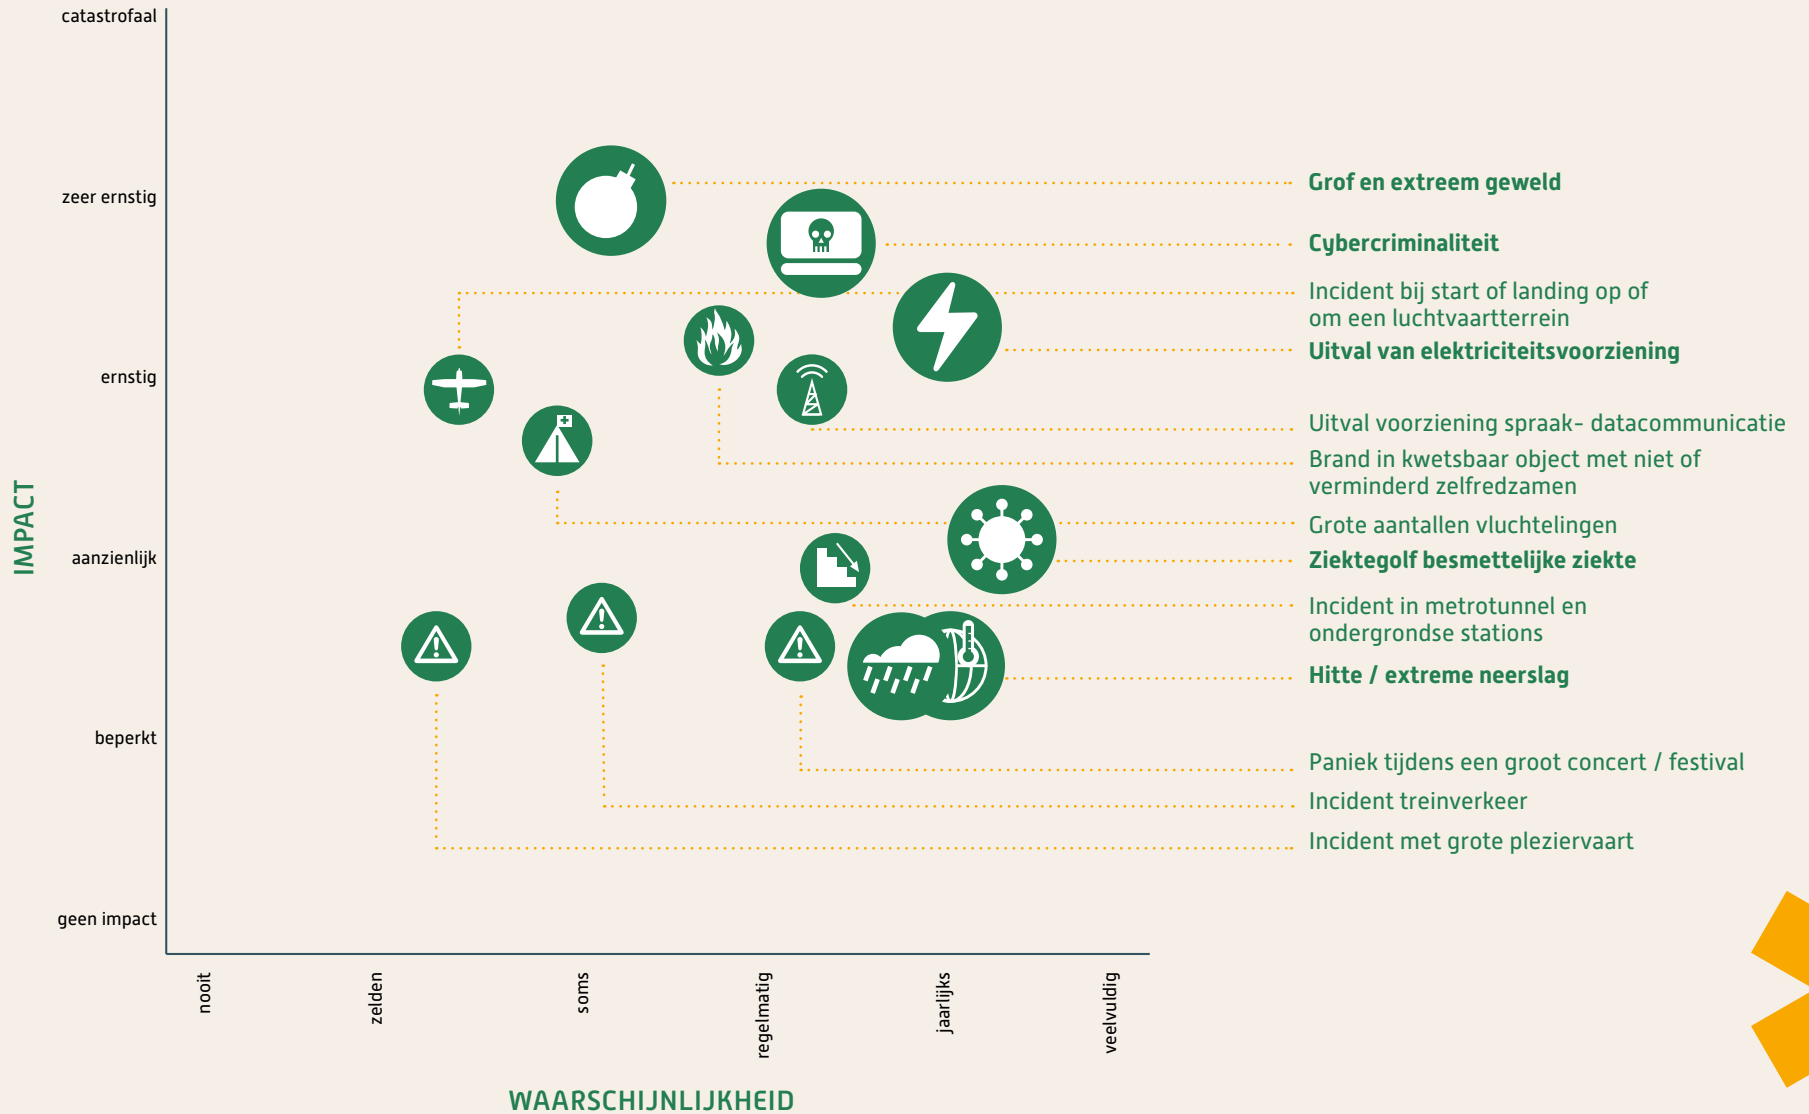 catastrofaal
zeer ernstig
ernstig
aanzienlijk
beperkt
geen impact
IMPACT
Grof en extreem geweld
Cybercriminaliteit
Incident bij start of landing op of
om een luchtvaartterrein
Uitval van elektriciteitsvoorziening
Uitval voorziening spraak- datacommunicatie
Brand in kwetsbaar object met niet of
verminderd zelfredzamen
Grote aantallen vluchtelingen
Ziektegolf besmettelijke ziekte
Incident in metrotunnel en
ondergrondse stations
Hitte / extreme neerslag
Paniek tijdens een groot concert / festival
Incident treinverkeer
Incident met grote pleziervaart
nooit
zelden
soms
regelmatig
jaarlijks
veelvuldig
WAARSCHIJNLIJKHEID